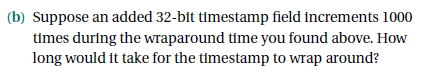 (b) Suppose an added 32-bit timestamp field increments 1000
times during the wraparound time you found above. How
long would it take for the timestamp to wrap around?